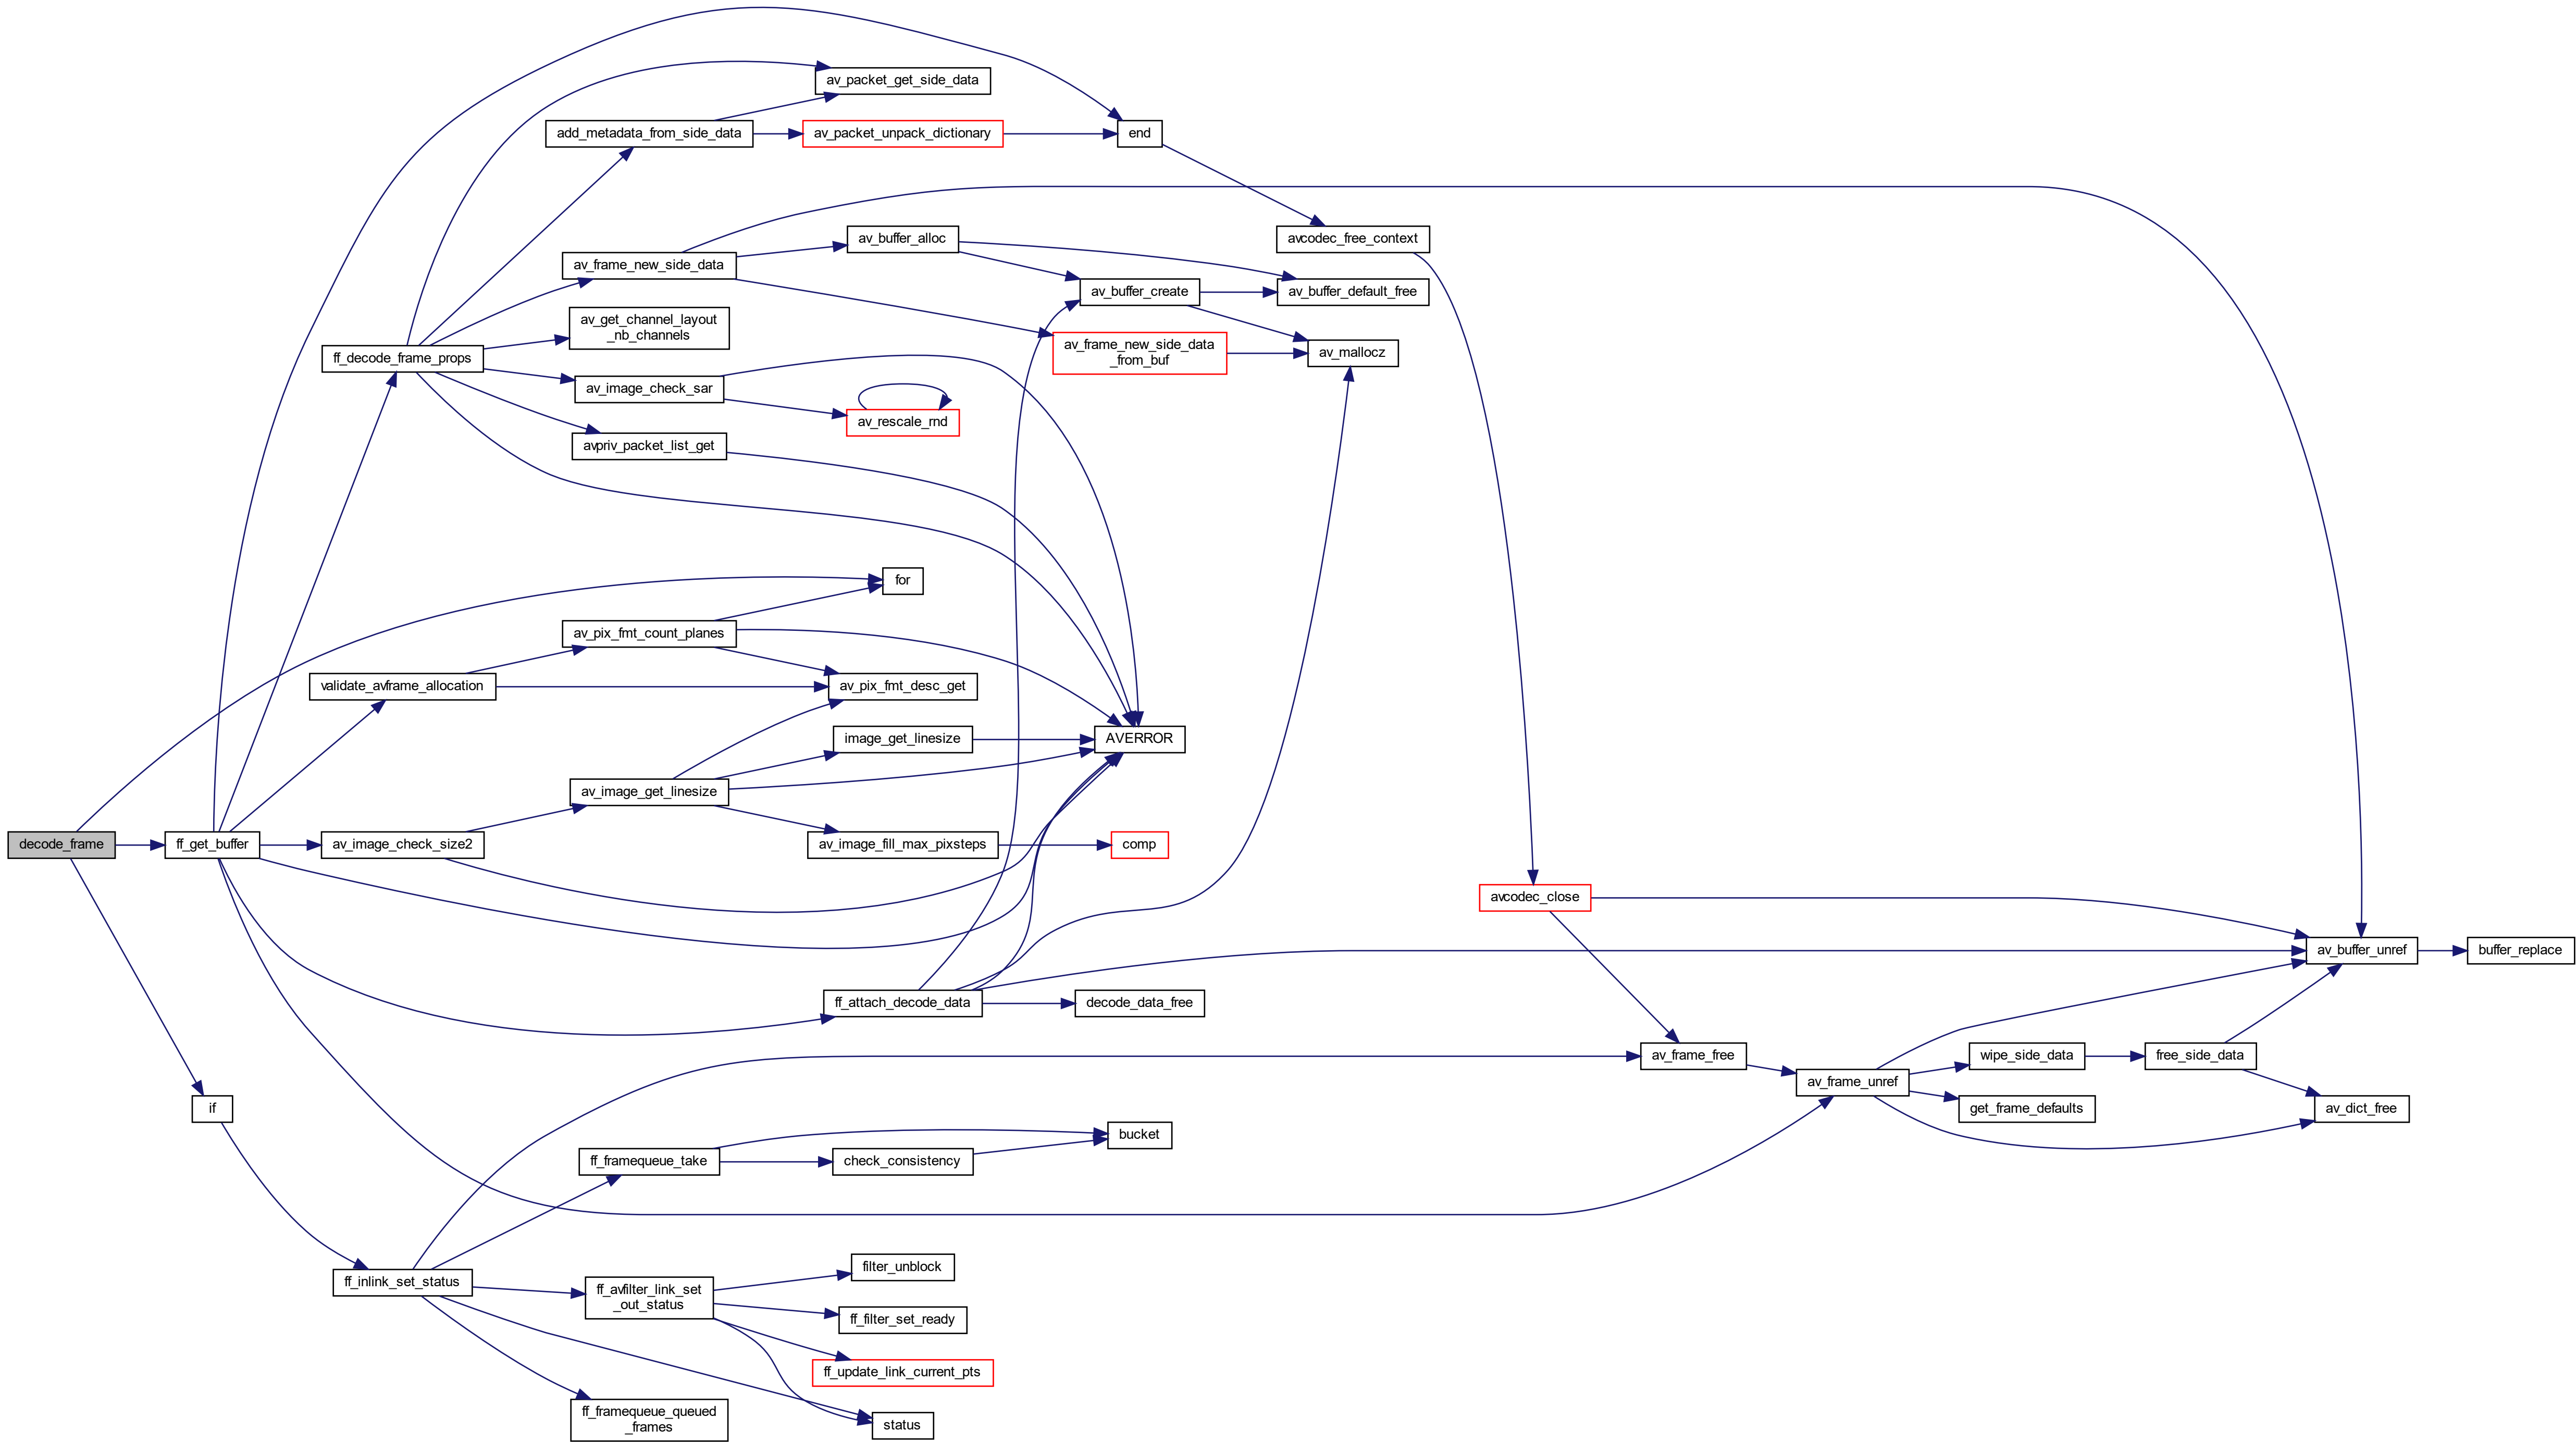 av_packet_get_side_data
add_metadata_from_side_data
av_packet_unpack_dictionary
end
av_buffer_alloc
avcodec_free_context
av_frame_new_side_data
av_buffer_create
av_buffer_default_free
av_get_channel_layout
_nb_channels
ff_decode_frame_props
av_frame_new_side_data
_from_buf
av_mallocz
av_image_check_sar
av_rescale_rnd
avpriv_packet_list_get
for
av_pix_fmt_count_planes
validate_avframe_allocation
av_pix_fmt_desc_get
image_get_linesize
AVERROR
av_image_get_linesize
decode_frame
ff_get_buffer
av_image_check_size2
av_image_fill_max_pixsteps
comp
avcodec_close
av_buffer_unref
buffer_replace
ff_attach_decode_data
decode_data_free
av_frame_free
wipe_side_data
free_side_data
av_frame_unref
if
get_frame_defaults
av_dict_free
bucket
ff_framequeue_take
check_consistency
filter_unblock
ff_inlink_set_status
ff_avfilter_link_set
_out_status
ff_filter_set_ready
ff_update_link_current_pts
ff_framequeue_queued
_frames
status